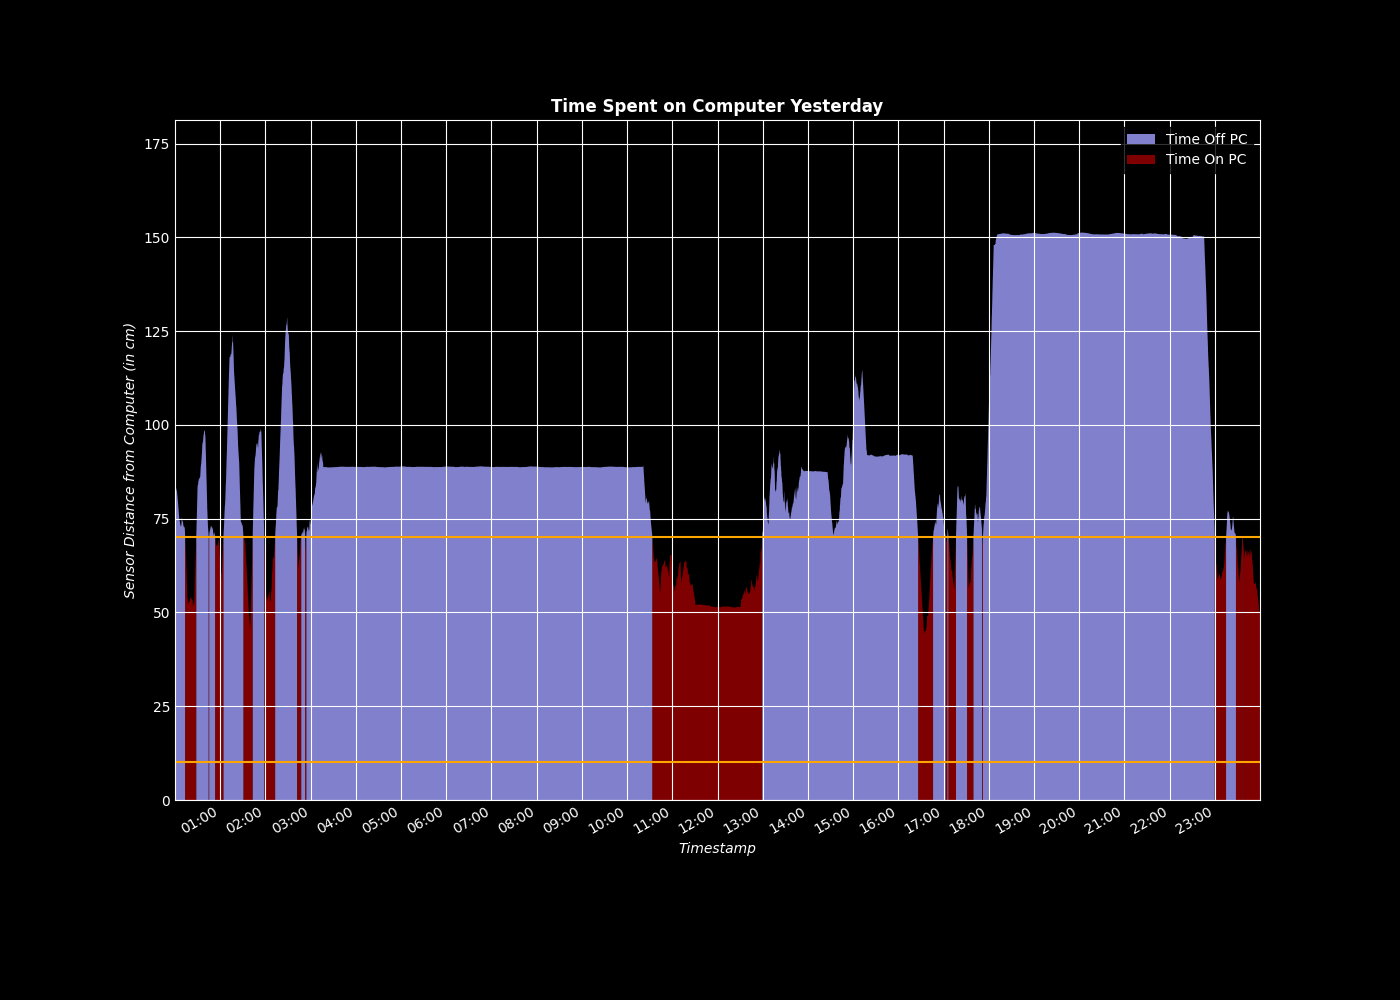 Time Spent on Computer Yesterday
Time Off PC
Time On PC
175
150
125
100
75
50
25
0
Sensor Distance from Computer (in cm)
01:00 02:00 03:00 04:00 05:00 06:00 07:00 08:00 09:00 10:00 11:00 12:00 13:00 14:00 15:00 16:00 17:00 18:00 19:00 20:00 21:00 22:00 23:00
Timestamp